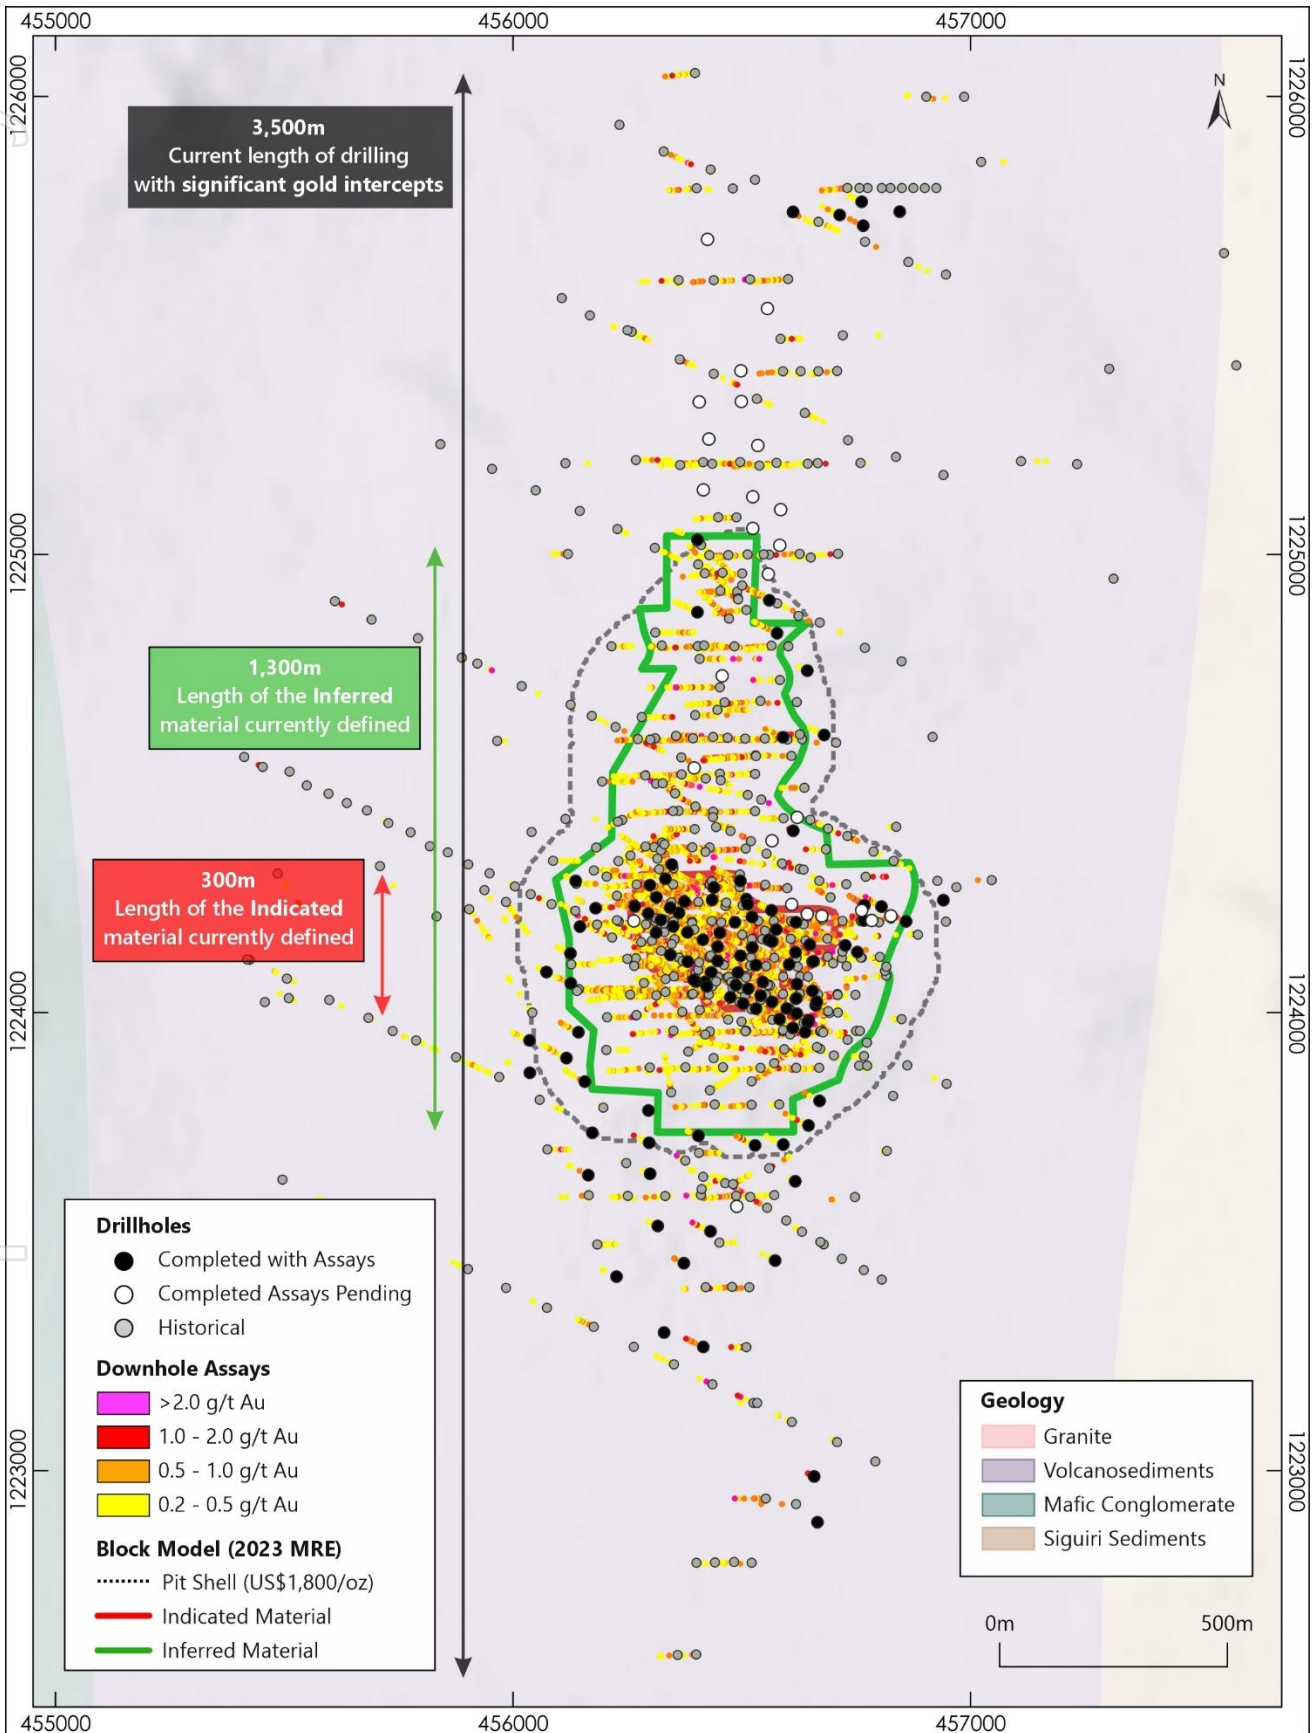 455000
456000
457000
1226000
1226000
N
3,500m
Current length of drilling
with significant gold intercepts
1225000
1225000
1,300m
Length of the Inferred
material currently defined
300m
Length of the Indicated
material currently defined
1224000
1224000
Drillholes
Completed with Assays
Completed Assays Pending
Historical
Downhole Assays
>2.0 g/t Au
1.0 - 2.0 g/t Au
0.5 - 1.0 g/t Au
0.2 - 0.5 g/t Au
Block Model (2023 MRE)
Pit Shell (US$1,800/oz)
Indicated Material
Inferred Material
1223000
1223000
Geology
Granite
Volcanosediments
Mafic Conglomerate
Siguiri Sediments
0m 500m
455000
456000
457000